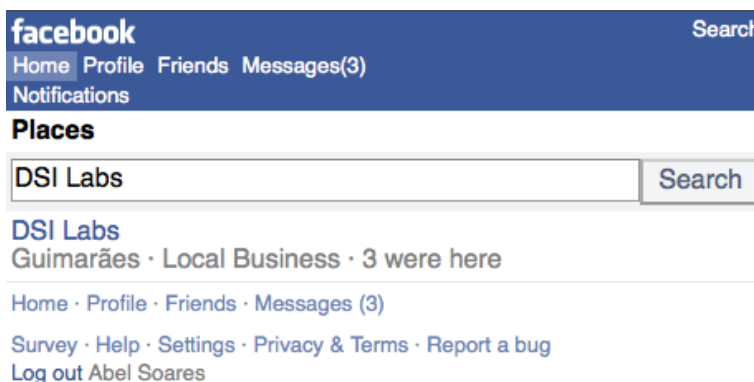 facebook
Search
Home Profile Friends Messages(3)
Notifications
Places
DSI Labs Search
DSI Labs
Guimarães · Local Business · 3 were here
Home · Profile · Friends · Messages (3)
Survey · Help · Settings · Privacy & Terms · Report a bug
Log out Abel Soares